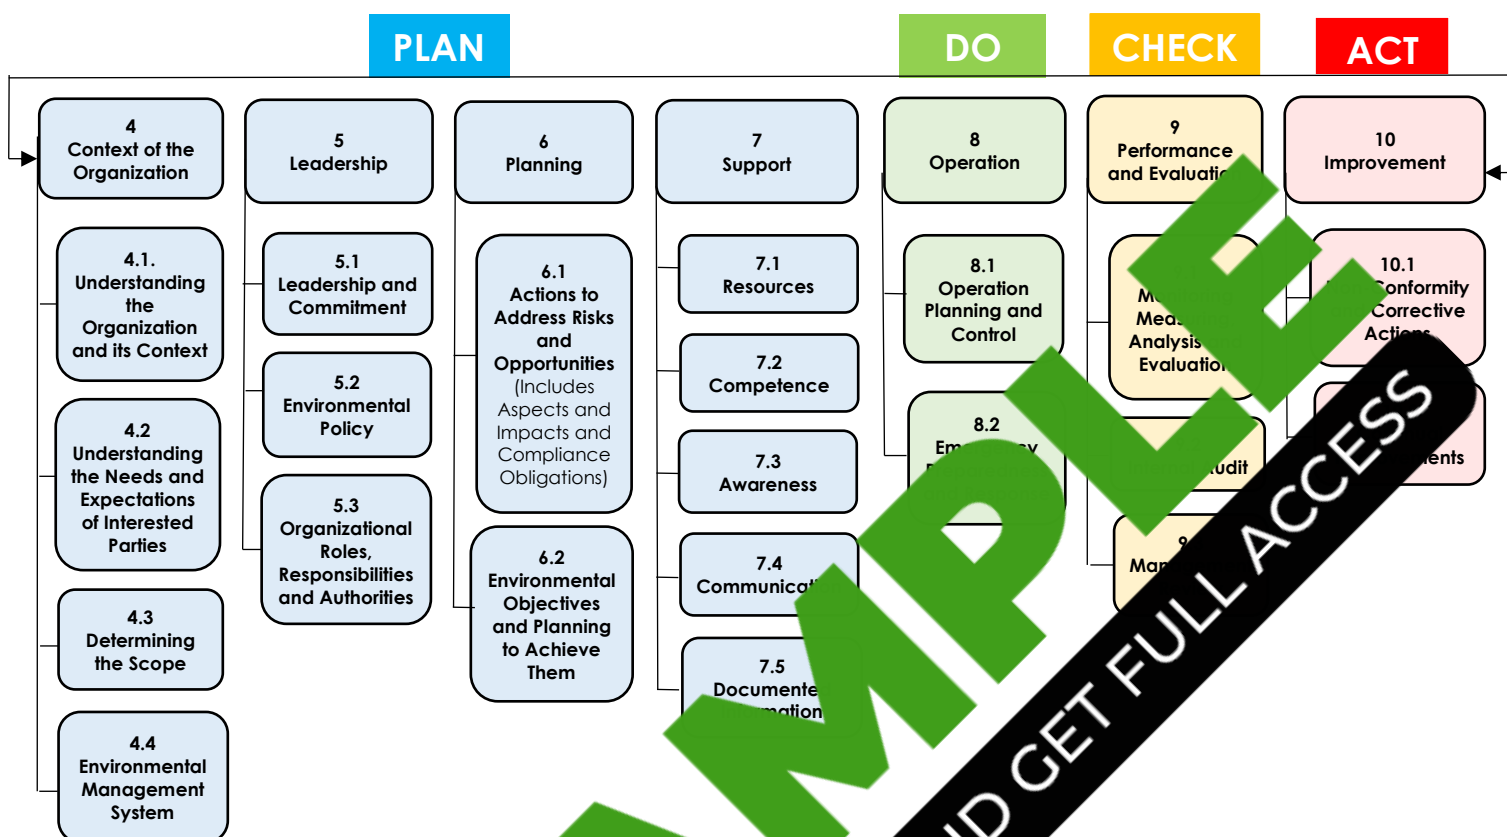 PLAN
DO
CHECK
ACT
4
Context of the
Organization
5
Leadership
6
Planning
7
Support
8
Operation
9
Performance
and
10
Improvement
4.1.
Understanding
the
Organization
and its Context
4.2
Understanding
the Needs and
Expectations
of Interested
Parties
4.3
Determining
the Scope
4.4
Environmental
Management
System
5.1
Leadership and
Commitment
5.2
Environmental
Policy
5.3
Organizational
Roles,
Responsibilities
and Authorities
6.1
Actions to
Address Risks
and
Opportunities
(Includes
Aspects and
Impacts and
Compliance
Obligations)
6.2
Environmental
Objectives
and Planning
to Achieve
Them
7.1
Resources
7.2
Competence
7.3
Awareness
7.4
7.5
8.1
Operation
Planning and
Control
8.2
Analysis
Evaluation
Audit
10.1
Conformity
Corrective
Actions
GET FULL ACCESS